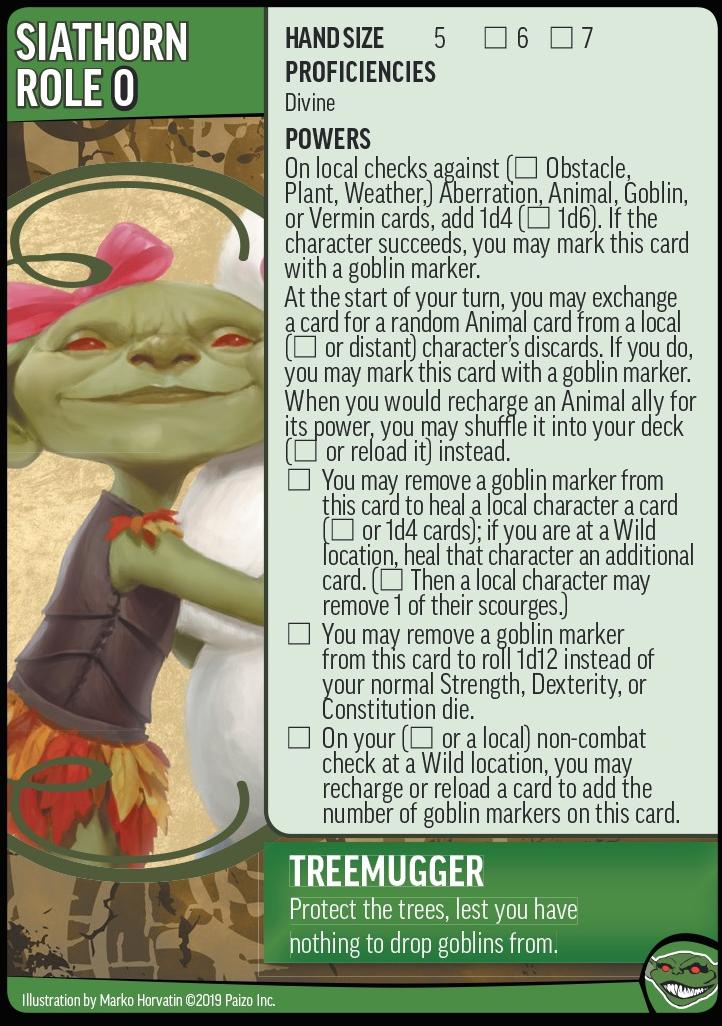 SIATHORN
ROLE O
HAND SIZE 5 ☐ 6 ☐ 7
PROFICIENCIES
Divine
POWERS
On local checks against (☐ Obstacle,
Plant, Weather,) Aberration, Animal, Goblin,
or Vermin cards, add 1d4 (☐ 1d6). If the
character succeeds, you may mark this card
with a goblin marker.
At the start of your turn, you may exchange
a card for a random Animal card from a local
(☐ or distant) character's discards. If you do,
you may mark this card with a goblin marker.
When you would recharge an Animal ally for
its power, you may shuffle it into your deck
(☐ or reload it) instead.
☐ You may remove a goblin marker from
this card to heal a local character a card
(☐ or 1d4 cards); if you are at a Wild
location, heal that character an additional
card. (☐ Then a local character may
remove 1 of their scourges.)
☐ You may remove a goblin marker
from this card to roll 1d12 instead of
your normal Strength, Dexterity, or
Constitution die.
☐ On your (☐ or a local) non-combat
check at a Wild location, you may
recharge or reload a card to add the
number of goblin markers on this card.
TREEMUGGER
Protect the trees, lest you have
nothing to drop goblins from.
Illustration by Marko Horvatin ©2019 Paizo Inc.